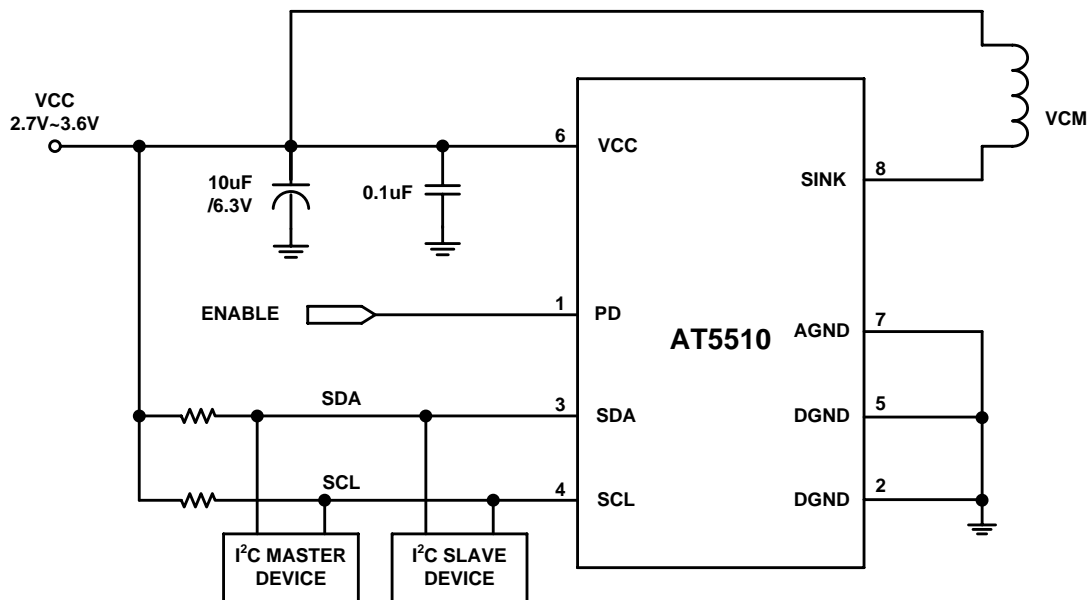 VCC
2.7V~3.6V
VCM
6
VCC
8
SINK
10uF
/6.3V
0.1uF
ENABLE
1
PD
7
AGND
AT5510
SDA
3
SDA
5
DGND
SCL
4
SCL
2
DGND
I²C MASTER
DEVICE
I²C SLAVE
DEVICE